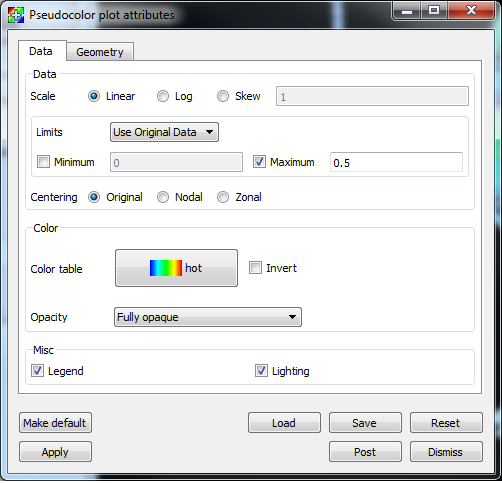 Pseudocolor plot attributes
Data Geometry
Data
Scale Linear Log Skew 1
Limits Use Original Data
Minimum 0 Maximum 0.5
Centering Original Nodal Zonal
Color
Color table hot Invert
Opacity Fully opaque
Misc
Legend Lighting
Make default Load Save Reset
Apply Post Dismiss